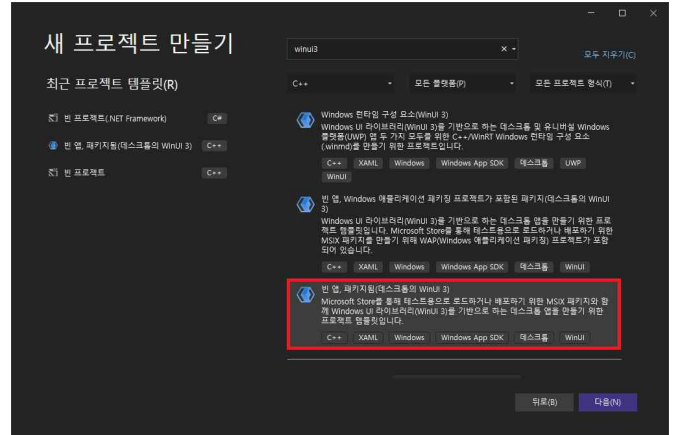 새 프로젝트 만들기
winui3
모두 지우기(C)
최근 프로젝트 템플릿(R)
C++
모든 플랫폼(P)
모든 프로젝트 형식(T)
빈 프로젝트(.NET Framework)
C#
빈 앱, 패키지됨(데스크톱의 WinUI 3)
C++
빈 프로젝트
C++
Windows 런타임 구성 요소(WinUI 3)
Windows UI 라이브러리(WinUI 3)을 기반으로 하는 데스크톱 및 유니버설 Windows
플랫폼(UWP) 앱 두 가지 모두를 위한 C++/WinRT Windows 런타임 구성 요소
(.winmd)를 만들기 위한 프로젝트입니다.
C++ XAML Windows Windows App SDK 데스크톱 UWP
WinUI
빈 앱, Windows 애플리케이션 패키징 프로젝트가 포함된 패키지(데스크톱의 WinUI
3)
Windows UI 라이브러리(WinUI 3)을 기반으로 하는 데스크톱 앱을 만들기 위한 프로
젝트 템플릿입니다. Microsoft Store를 통해 테스트용으로 로드하거나 배포하기 위한
MSIX 패키지를 만들기 위해 WAP(Windows 애플리케이션 패키징) 프로젝트가 포함
되어 있습니다.
C++ XAML Windows Windows App SDK 데스크톱 WinUI
빈 앱, 패키지됨(데스크톱의 WinUI 3)
Microsoft Store를 통해 테스트용으로 로드하거나 배포하기 위한 MSIX 패키지와 함
께 Windows UI 라이브러리(WinUI 3)을 기반으로 하는 데스크톱 앱을 만들기 위한
프로젝트 템플릿입니다.
C++ XAML Windows Windows App SDK 데스크톱 WinUI
뒤로(B)
다음(N)